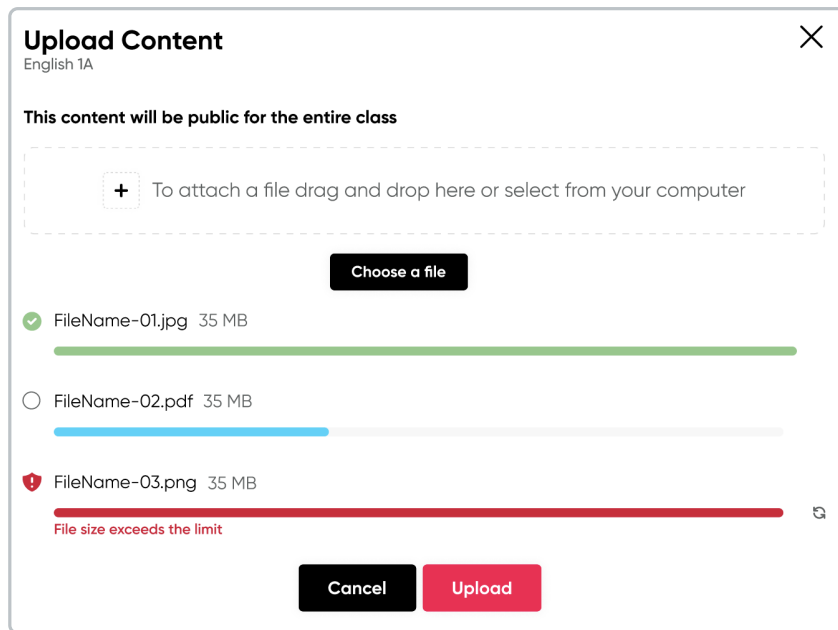 Upload Content
English 1A
This content will be public for the entire class
To attach a file drag and drop here or select from your computer
Choose a file
FileName-01.jpg 35 MB
FileName-02.pdf 35 MB
FileName-03.png 35 MB
File size exceeds the limit
Cancel Upload